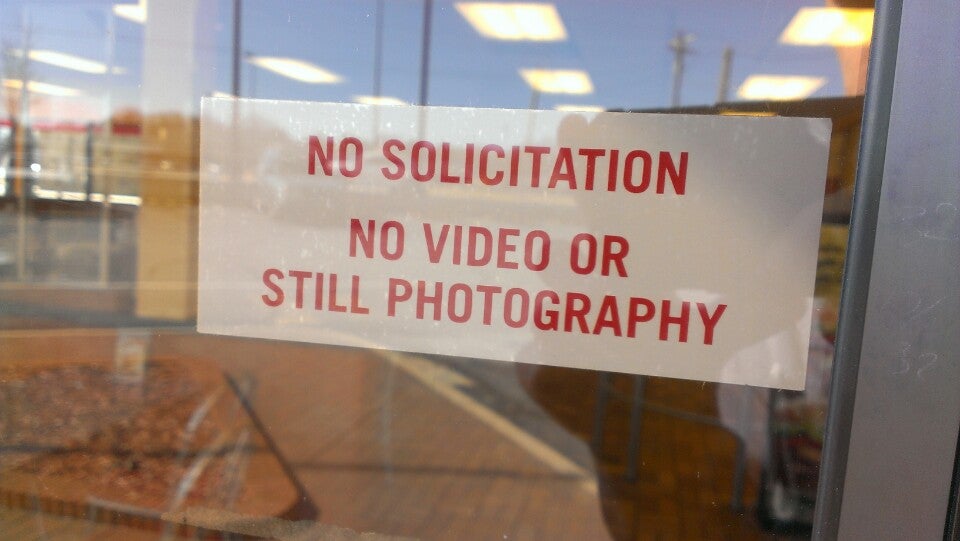 NO SOLICITATION
NO VIDEO OR
STILL PHOTOGRAPHY